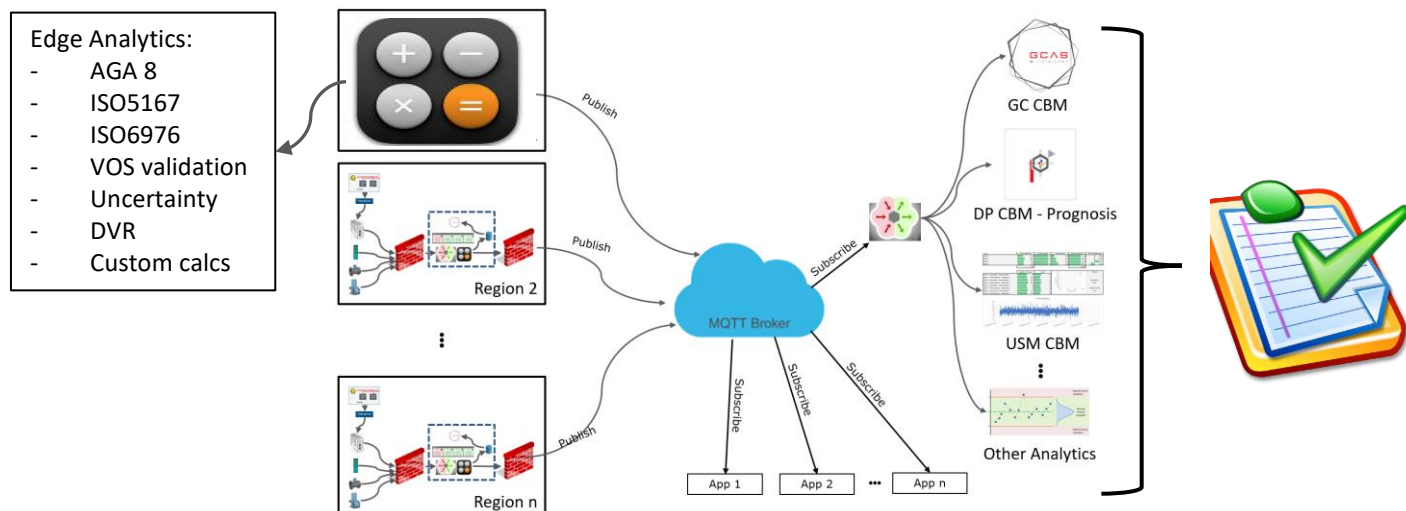 Edge Analytics:
- AGA 8
- ISO5167
- ISO6976
- VOS validation
- Uncertainty
- DVR
- Custom calcs
Publish
Publish
Region 2
Publish
Region n
MQTT Broker
Subscribe
Subscribe
Subscribe
Subscribe
App 1
App 2
App n
GCAS
GC CBM
DP CBM - Prognosis
USM CBM
Other Analytics